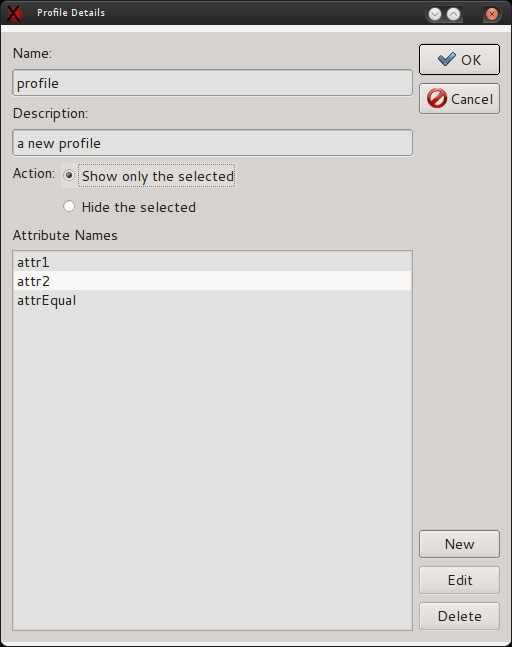 Profile Details
Name:
OK
profile
Cancel
Description:
a new profile
Action: Show only the selected
Hide the selected
Attribute Names
attr1
attr2
attrEqual
New
Edit
Delete